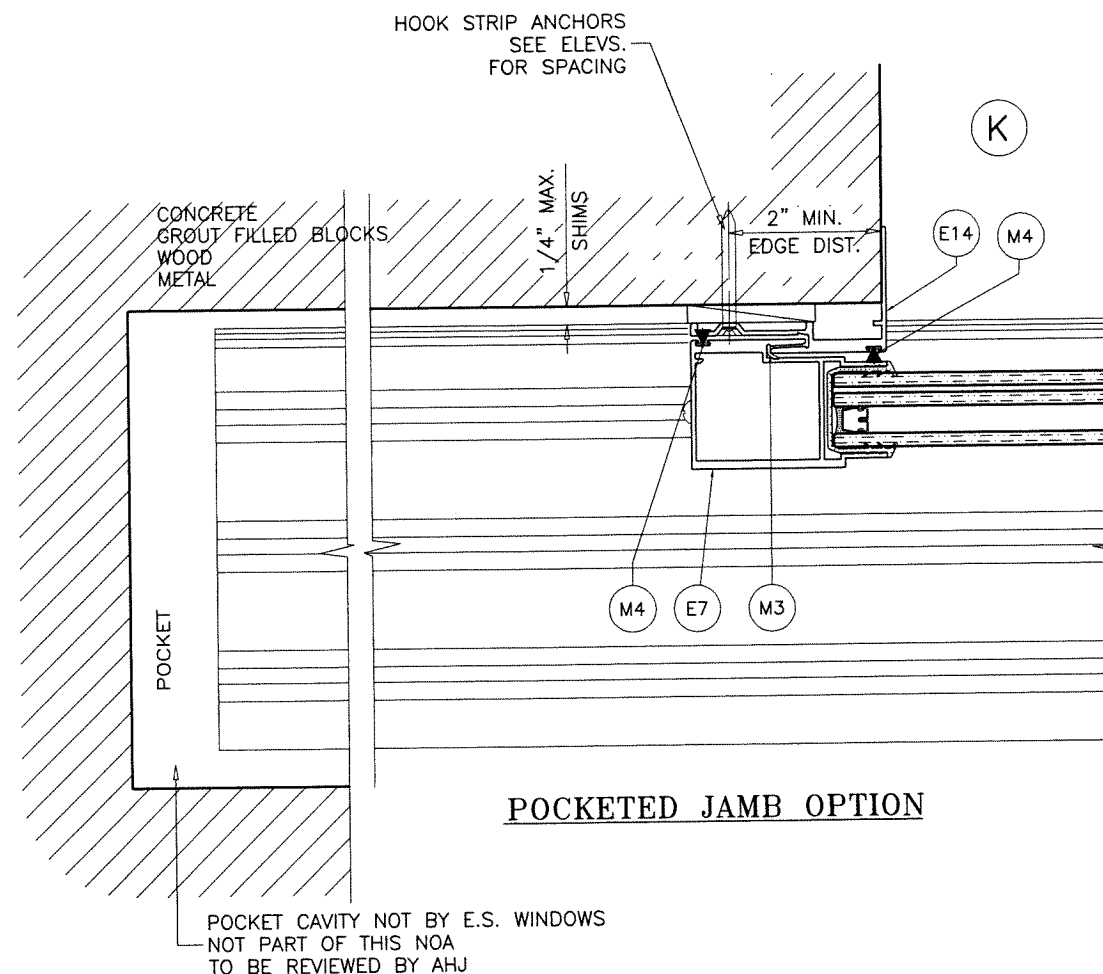 HOOK STRIP ANCHORS
SEE ELEVS.
FOR SPACING
K
CONCRETE
GROUT FILLED BLOCKS
WOOD
METAL
1/4" MAX.
SHIMS
2" MIN.
EDGE DIST.
E14
M4
M4
E7
M3
POCKET
POCKETED JAMB OPTION
POCKET CAVITY NOT BY E.S. WINDOWS
NOT PART OF THIS NOA
TO BE REVIEWED BY AHJ